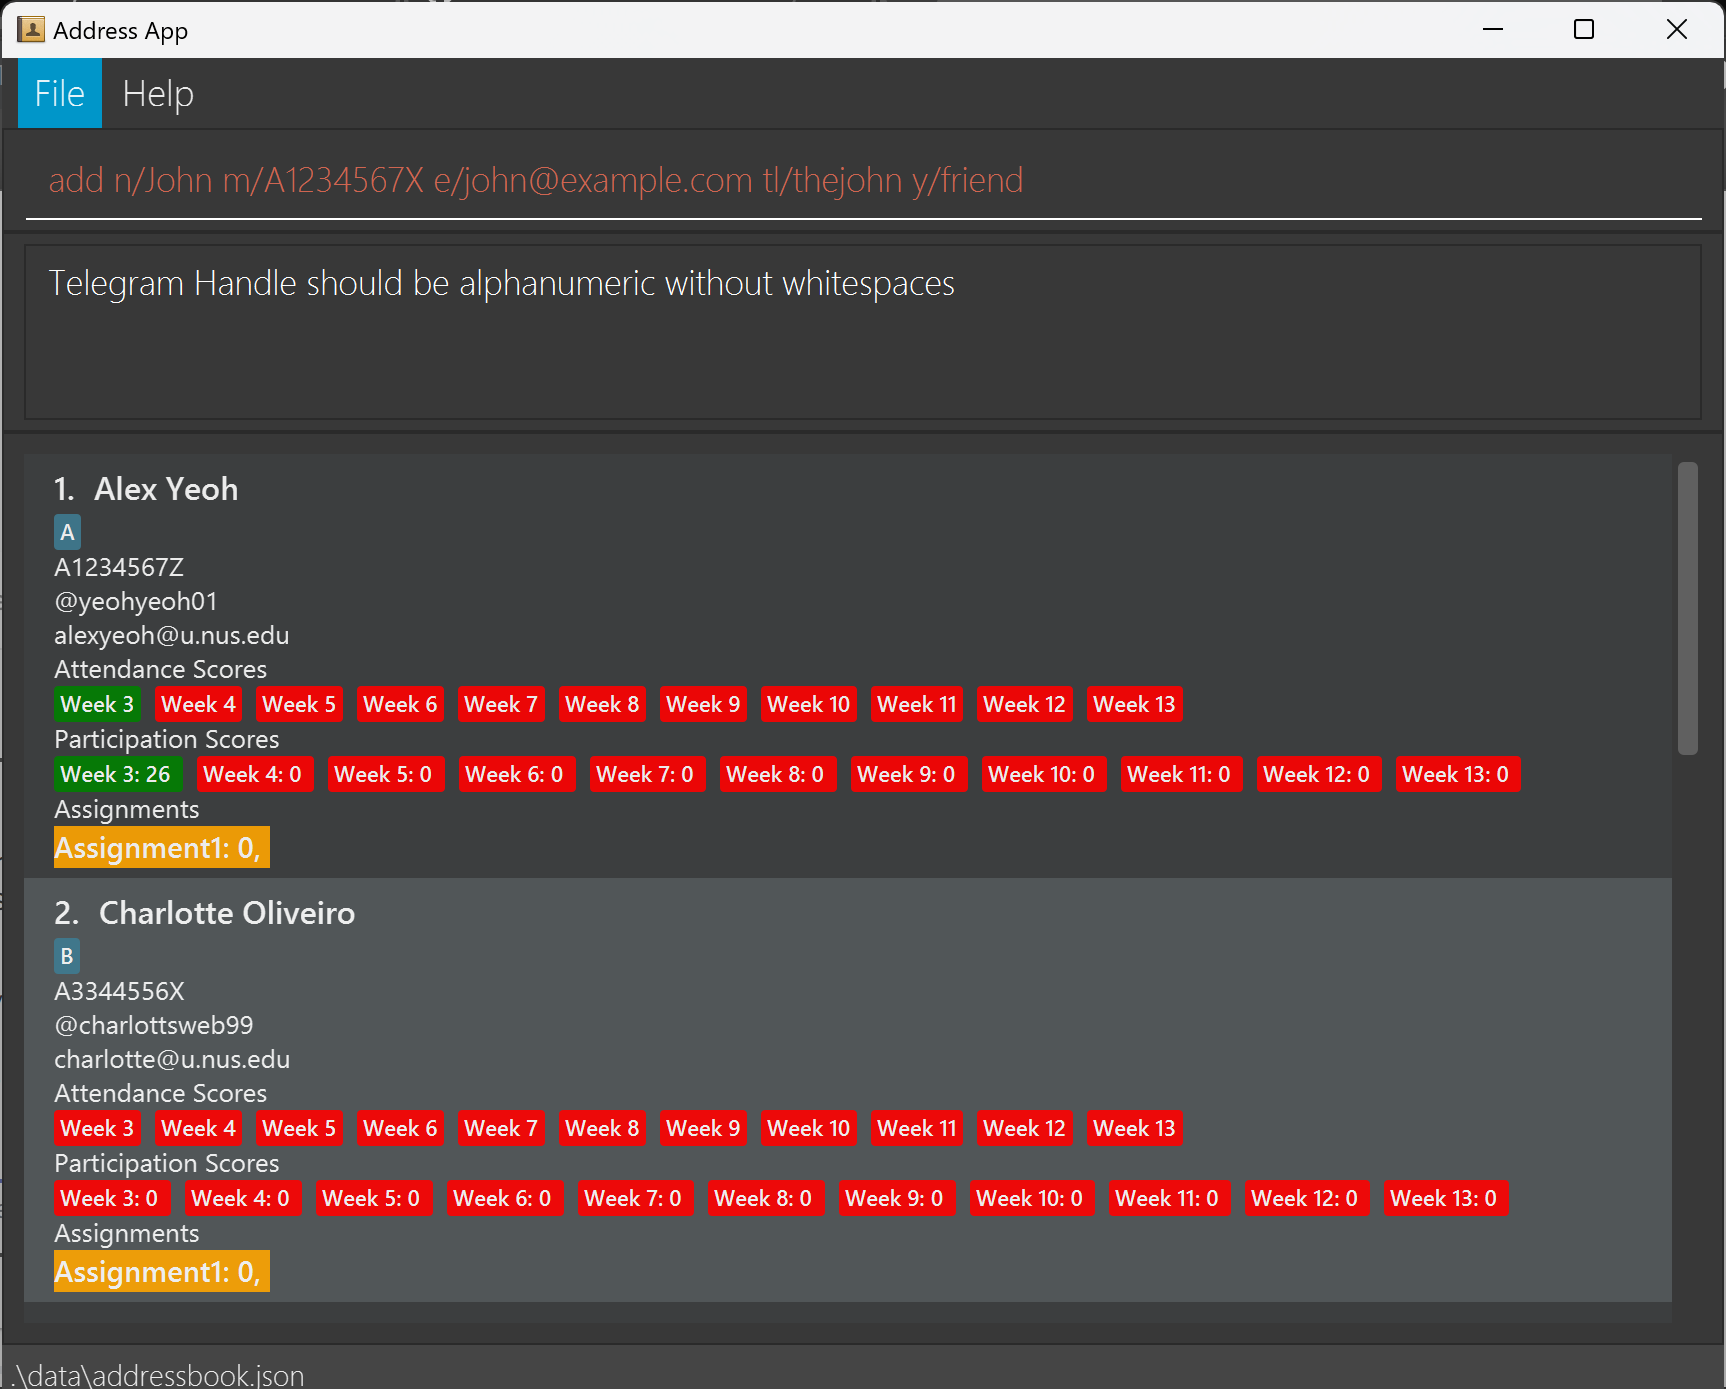 Address App
File Help
add n/John m/A1234567X e/john@example.com tl/thejohn y/friend
Telegram Handle should be alphanumeric without whitespaces
1. Alex Yeoh
A
A1234567Z
@yeohyeoh01
alexyeoh@u.nus.edu
Attendance Scores
Week 3 Week 4 Week 5 Week 6 Week 7 Week 8 Week 9 Week 10 Week 11 Week 12 Week 13
Participation Scores
Week 3: 26 Week 4: 0 Week 5: 0 Week 6: 0 Week 7: 0 Week 8: 0 Week 9: 0 Week 10: 0 Week 11: 0 Week 12: 0 Week 13: 0
Assignments
Assignment1: 0,
2. Charlotte Oliveiro
B
A3344556X
@charlottsweb99
charlotte@u.nus.edu
Attendance Scores
Week 3 Week 4 Week 5 Week 6 Week 7 Week 8 Week 9 Week 10 Week 11 Week 12 Week 13
Participation Scores
Week 3: 0 Week 4: 0 Week 5: 0 Week 6: 0 Week 7: 0 Week 8: 0 Week 9: 0 Week 10: 0 Week 11: 0 Week 12: 0 Week 13: 0
Assignments
Assignment1: 0,
.\data\addressbook.json